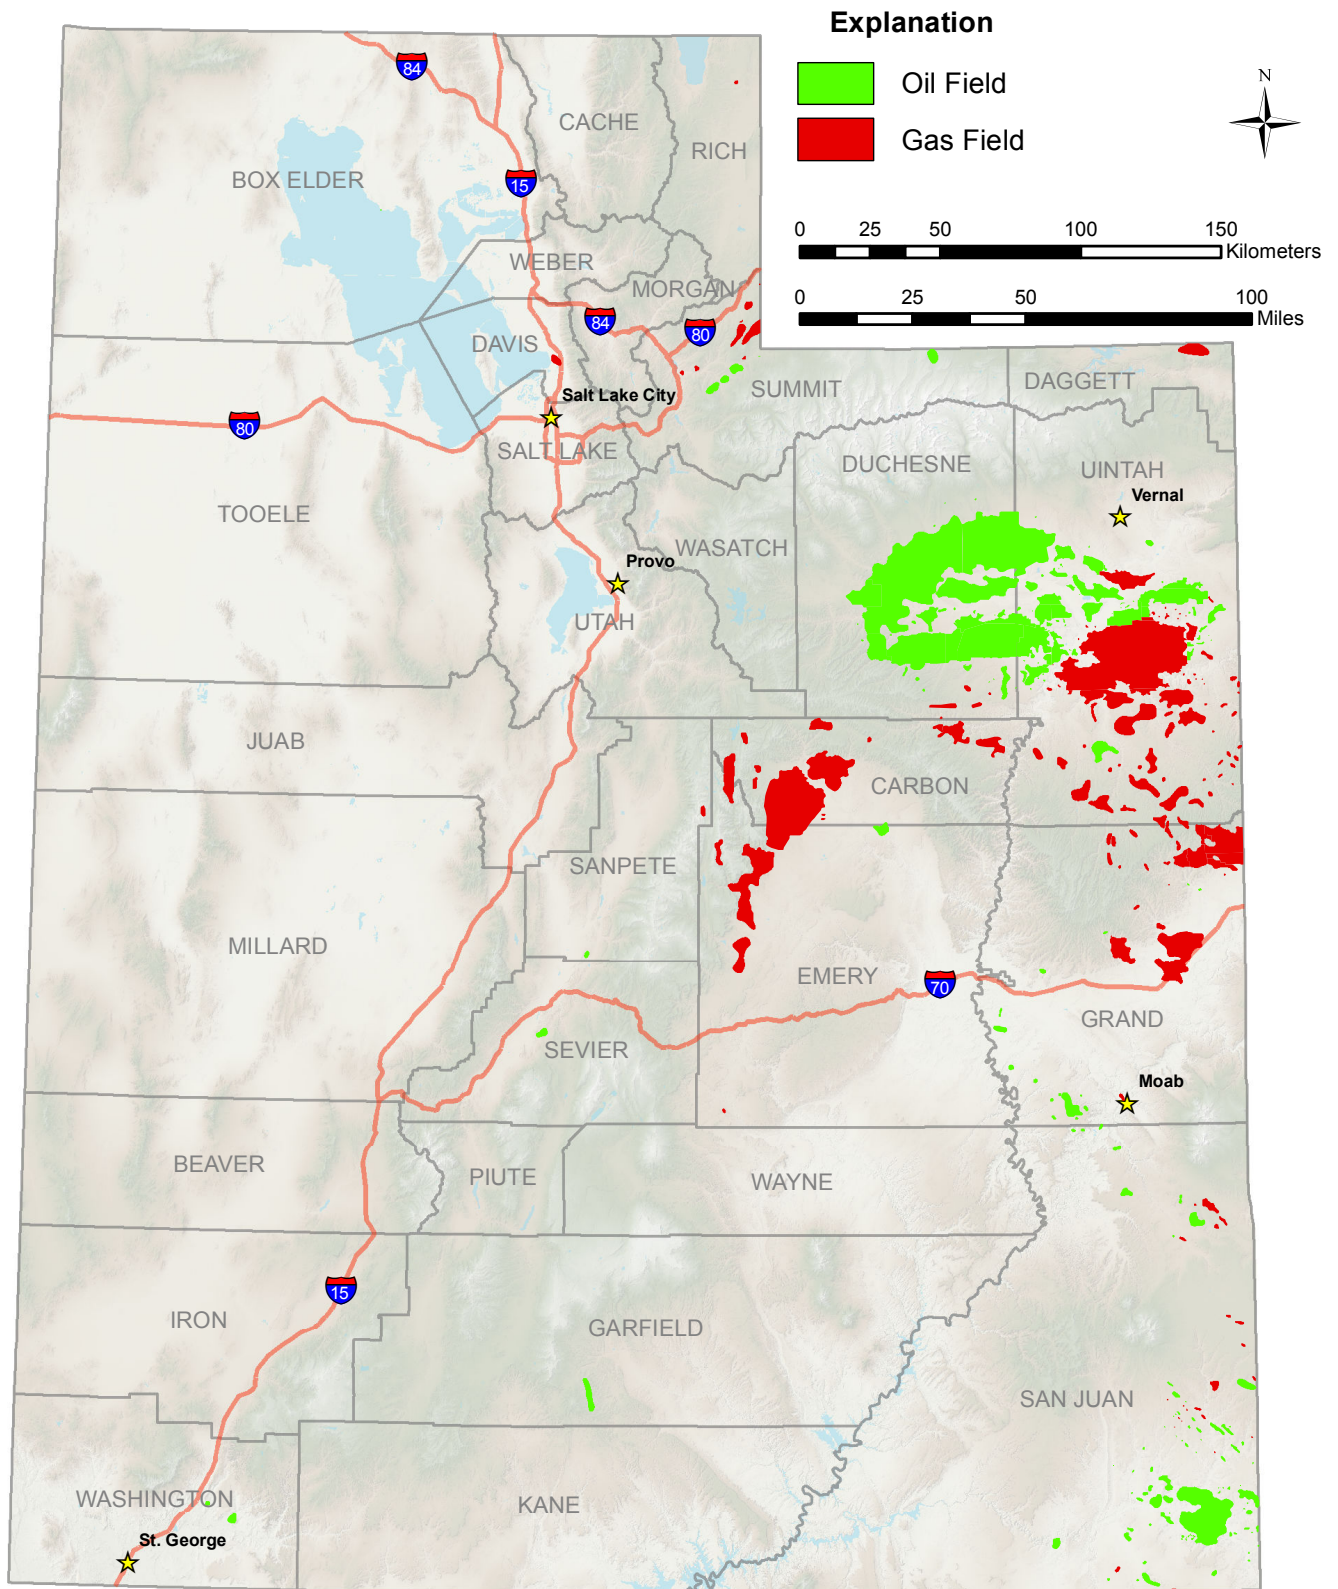 Explanation
Oil Field
Gas Field
N
0 25 50 100 150
Kilometers
0 25 50 100
Miles
84
CACHE
RICH
BOX ELDER
15
WEBER
MORGAN
84
80
DAVIS
Salt Lake City
SUMMIT
DAGGETT
80
SALT LAKE
DUCHESNE
UINTAH
Vernal
TOOELE
WASATCH
Provo
UTAH
JUAB
CARBON
SANPETE
MILLARD
EMERY
70
GRAND
SEVIER
Moab
BEAVER
PIUTE
WAYNE
15
IRON
GARFIELD
SAN JUAN
WASHINGTON
KANE
St. George